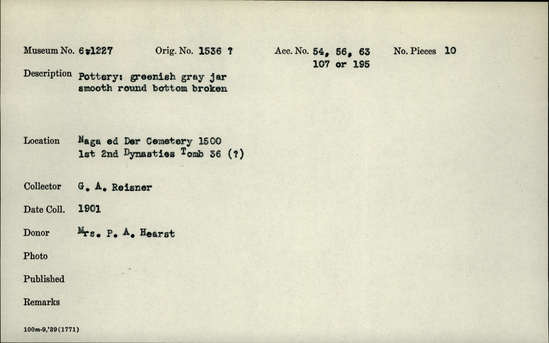 Museum No. 6-1227 Orig. No. 1536 ? Acc. No. 54, 56, 63 No. Pieces 10
107 or 195
Description Pottery: greenish gray jar
smooth round bottom broken
Location Naga ed Der Cemetery 1500
1st 2nd Dynasties Tomb 36 (?)
Collector G. A. Reisner
Date Coll. 1901
Donor Mrs. P. A. Hearst
Photo
Published
Remarks
100m-9,'39(1771)